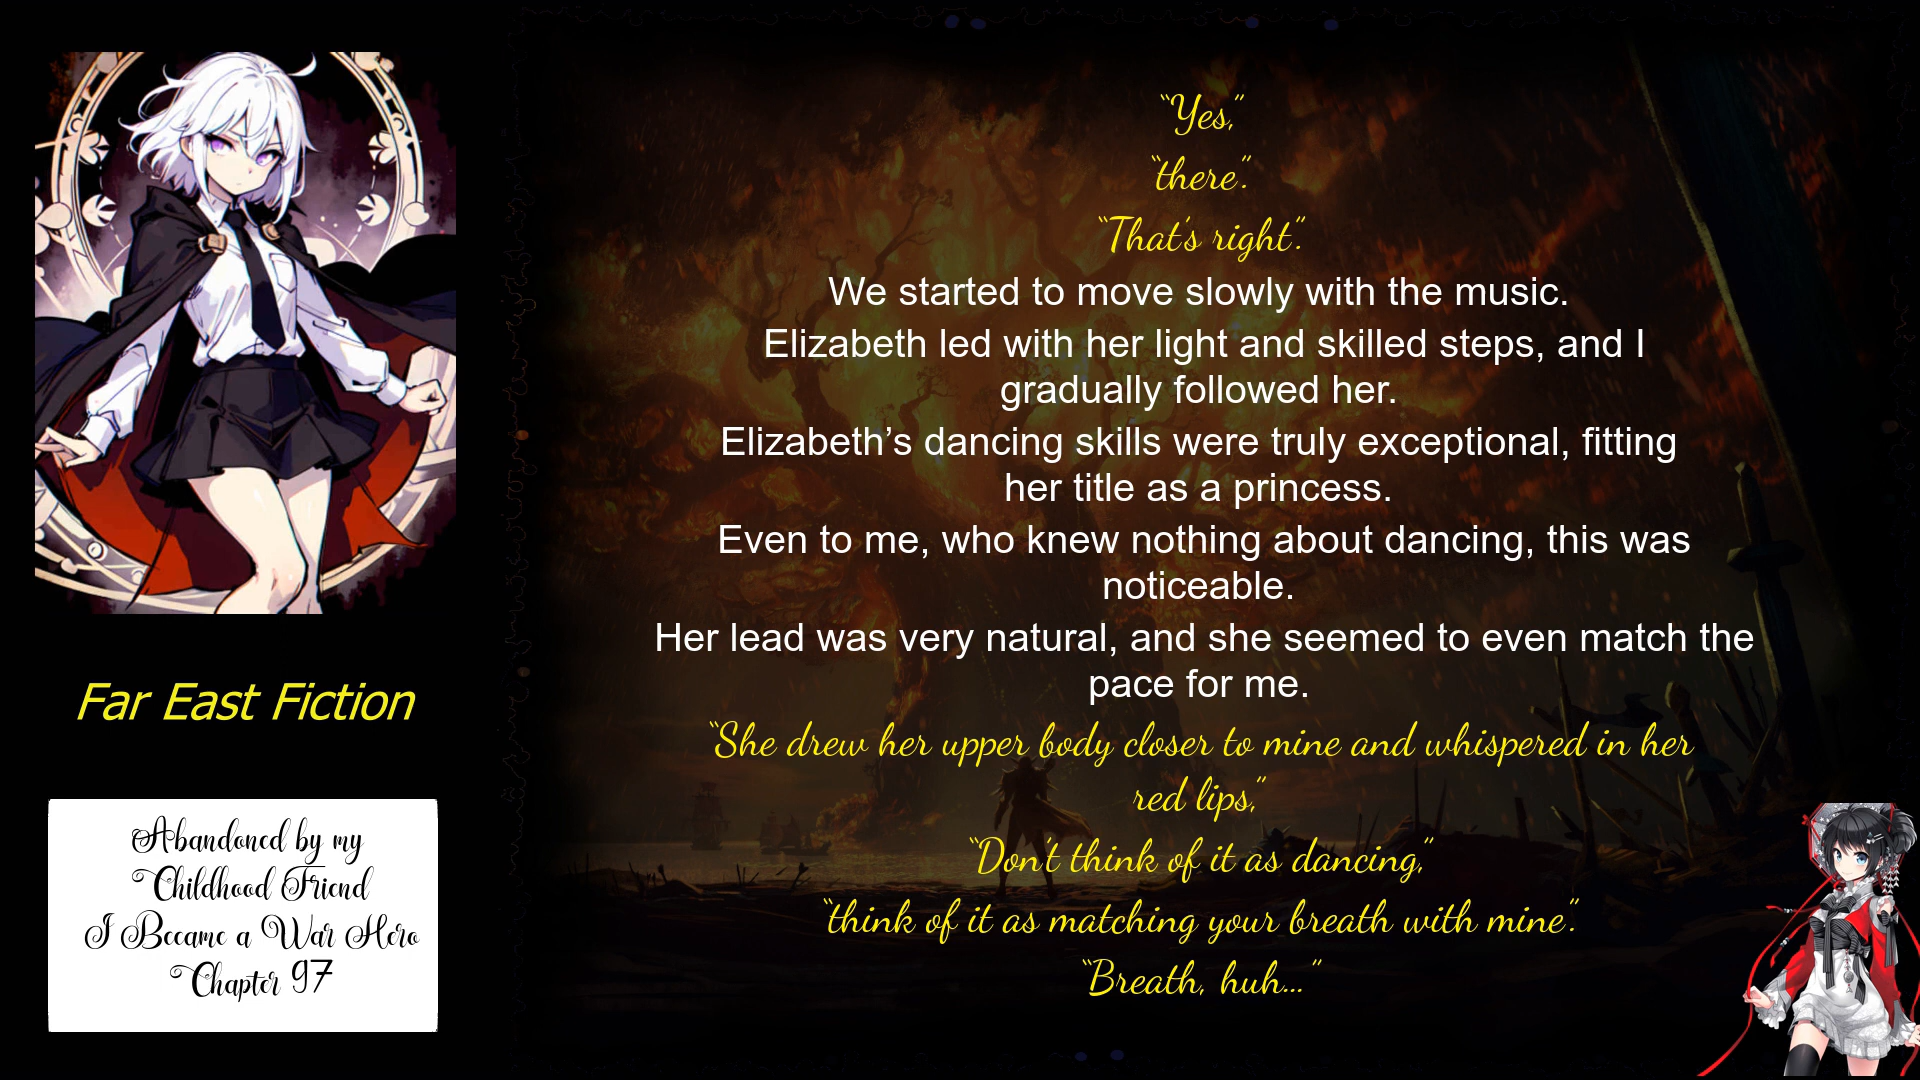 “Yes,”
“there”.
“That’s right”.
We started to move slowly with the music.
Elizabeth led with her light and skilled steps, and I
gradually followed her.
Elizabeth’s dancing skills were truly exceptional, fitting
her title as a princess.
Even to me, who knew nothing about dancing, this was
noticeable.
Her lead was very natural, and she seemed to even match the
pace for me.
“She drew her upper body closer to mine and whispered in her
red lips,”
“Don’t think of it as dancing,”
“think of it as matching your breath with mine”.
“Breath, huh…”
Far East Fiction
Abandoned by my
Childhood Friend
I Became a War Hero
Chapter 97